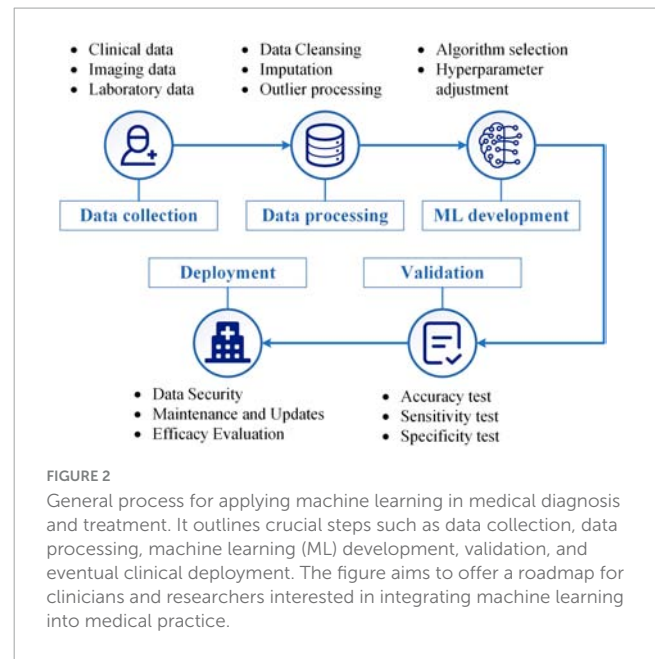 • Clinical data
• Imaging data
• Laboratory data
• Data Cleansing
• Imputation
• Outlier processing
• Algorithm selection
• Hyperparameter
adjustment
Data collection
Data processing
ML development
Deployment
Validation
• Data Security
• Maintenance and Updates
• Efficacy Evaluation
• Accuracy test
• Sensitivity test
• Specificity test
FIGURE 2
General process for applying machine learning in medical diagnosis
and treatment. It outlines crucial steps such as data collection, data
processing, machine learning (ML) development, validation, and
eventual clinical deployment. The figure aims to offer a roadmap for
clinicians and researchers interested in integrating machine learning
into medical practice.